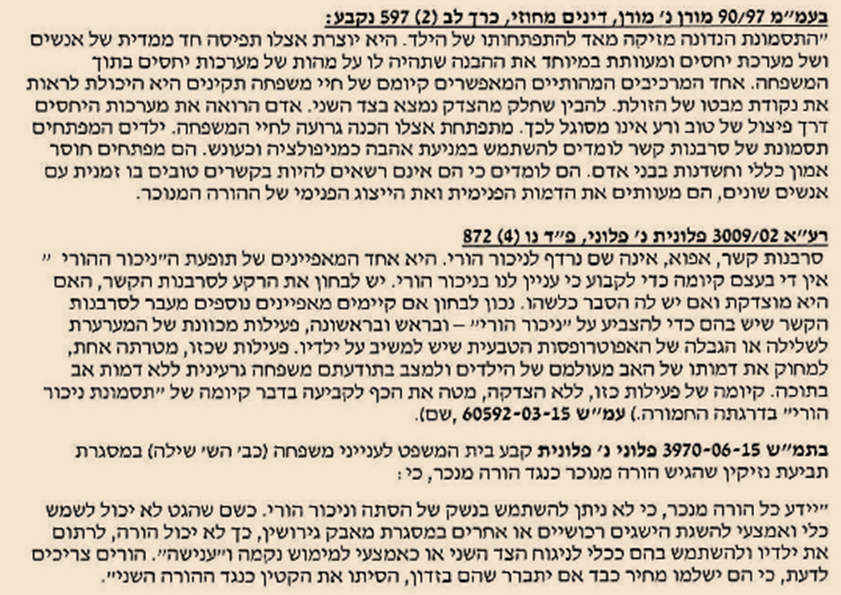 בעמ״מ 90/97 מורן נ׳ מורן, דינים מחוזי, כרך לב (2) 597 נקבע:
״התסמונת הנדונה מזיקה מאד להתפתחותו של הילד. היא יוצרת אצלו תפיסה חד ממדית של אנשים
ושל מערכת יחסים ומעוותת במיוחד את ההבנה שתהיה לו על מהות של מערכות יחסים בתוך
המשפחה. אחד המרכיבים המהותיים המאפשרים קיומם של חיי משפחה תקינים היא היכולת לראות
את נקודת מבטו של הזולת. להבין שחלק מהצדק נמצא בצד השני. אדם הרואה את מערכות היחסים
דרך פיצול של טוב ורע אינו מסוגל לכך. מתפתחת אצלו הכנה גרועה לחיי המשפחה. ילדים המפתחים
תסמונת של סרבנות קשר לומדים להשתמש במניעת אהבה כמניפולציה וכעונש. הם מפתחים חוסר
אמון כללי וחשדנות בבני אדם. הם לומדים כי הם אינם רשאים להיות בקשרים טובים בו זמנית עם
אנשים שונים, הם מעוותים את הדמות הפנימית ואת הייצוג הפנימי של ההורה המנוכר.
רע״א 3009/02 פלונית נ׳ פלוני, פ״ד נו (4) 872
סרבנות קשר, אפוא, אינה שם נרדף לניכור הורי. היא אחד המאפיינים של תופעת ה״ניכור ההורי ״
אין די בעצם קיומה כדי לקבוע כי עניין לנו בניכור הורי. יש לבחון את הרקע לסרבנות הקשר, האם
היא מוצדקת ואם יש לה הסבר כלשהו. נכון לבחון אם קיימים מאפיינים נוספים מעבר לסרבנות
הקשר שיש בהם כדי להצביע על ״ניכור הורי״ – ובראש ובראשונה, פעילות מכוונת של המערערת
לשלילה או הגבלה של האפוטרופסות הטבעית שיש למשיב על ילדיו. פעילות שכזו, מטרתה אחת,
למחוק את דמותו של האב מעולמם של הילדים ולמצב בתודעתם משפחה גרעינית ללא דמות אב
בתוכה. קיומה של פעילות כזו, ללא הצדקה, מטה את הכף לקביעה בדבר קיומה של ״תסמונת ניכור
הורי״ בדרגתה החמורה.) עמ״ש 60592-03-15 ,שם).
בתמ״ש 3970-06-15 פלוני נ׳ פלונית קבע בית המשפט לענייני משפחה (כב׳ הש׳ שילה) במסגרת
תביעת נזיקין שהגיש הורה מנוכר כנגד הורה מנכר, כי:
״יידע כל הורה מנכר, כי לא ניתן להשתמש בנשק של הסתה וניכור הורי. כשם שהגט לא יכול לשמש
כלי ואמצעי להשגת הישגים רכושיים או אחרים במסגרת מאבק גירושין, כך לא יכול הורה, לרתום
את ילדיו ולהשתמש בהם ככלי לניגוח הצד השני או כאמצעי למימוש נקמה ו״ענישה״. הורים צריכים
לדעת, כי הם ישלמו מחיר כבד אם יתברר שהם בזדון, הסיתו את הקטין כנגד ההורה השני״.